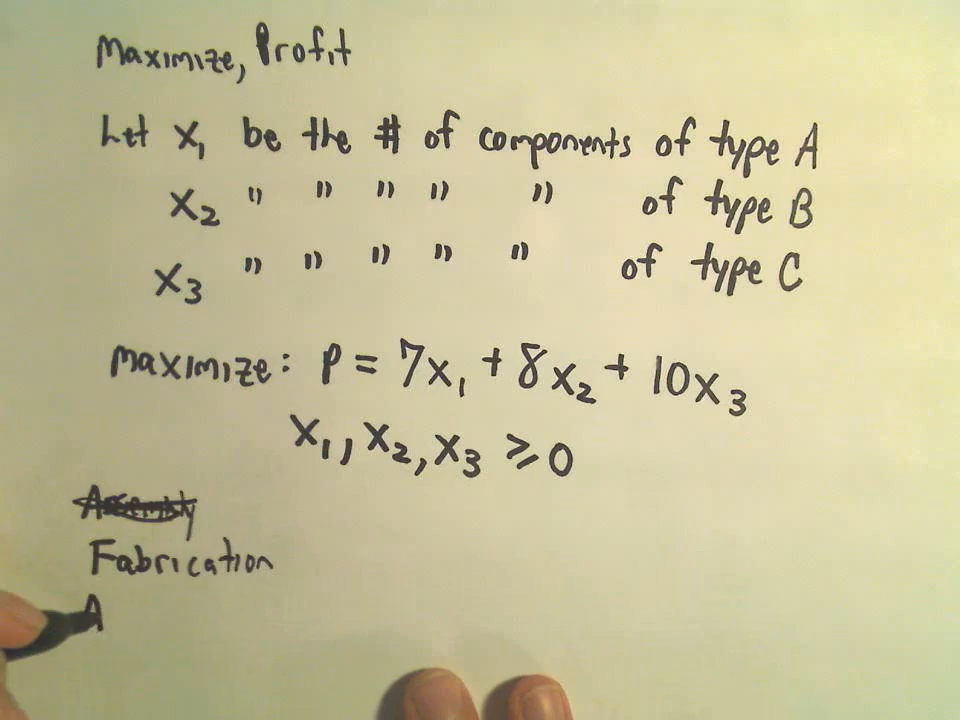 Maximize, Profit
Let x₁ be the # of components of type A
x₂ " " " " " of type B
x₃ " " " " " of type C
Maximize: P = 7x₁ + 8x₂ + 10x₃
x₁, x₂, x₃ ≥ 0
Assembly
Fabrication
A